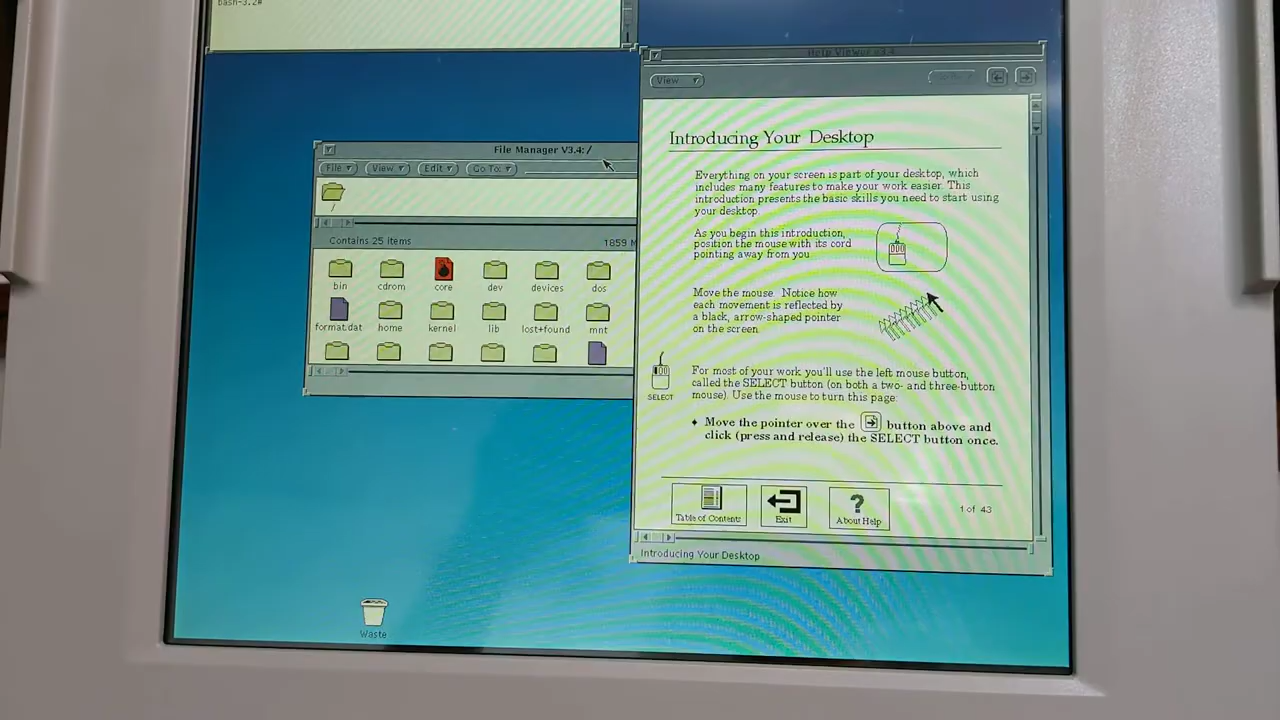 bash-3.2#
Help Viewer V3.4
View
File Manager V3.4: /
File
View
Edit
Go To:
/
Contains 25 items
1859 M
bin
cdrom
core
dev
devices
dos
format.dat
home
kernel
lib
lost+found
mnt
Waste
Introducing Your Desktop
Everything on your screen is part of your desktop, which
includes many features to make your work easier. This
introduction presents the basic skills you need to start using
your desktop.
As you begin this introduction,
position the mouse with its cord
pointing away from you.
Move the mouse. Notice how
each movement is reflected by
a black, arrow-shaped pointer
on the screen.
For most of your work you'll use the left mouse button,
called the SELECT button (on both a two- and three-button
mouse). Use the mouse to turn this page:
SELECT
♦ Move the pointer over the button above and
click (press and release) the SELECT button once.
Table of Contents
Exit
?
About Help
1 of 43
Introducing Your Desktop